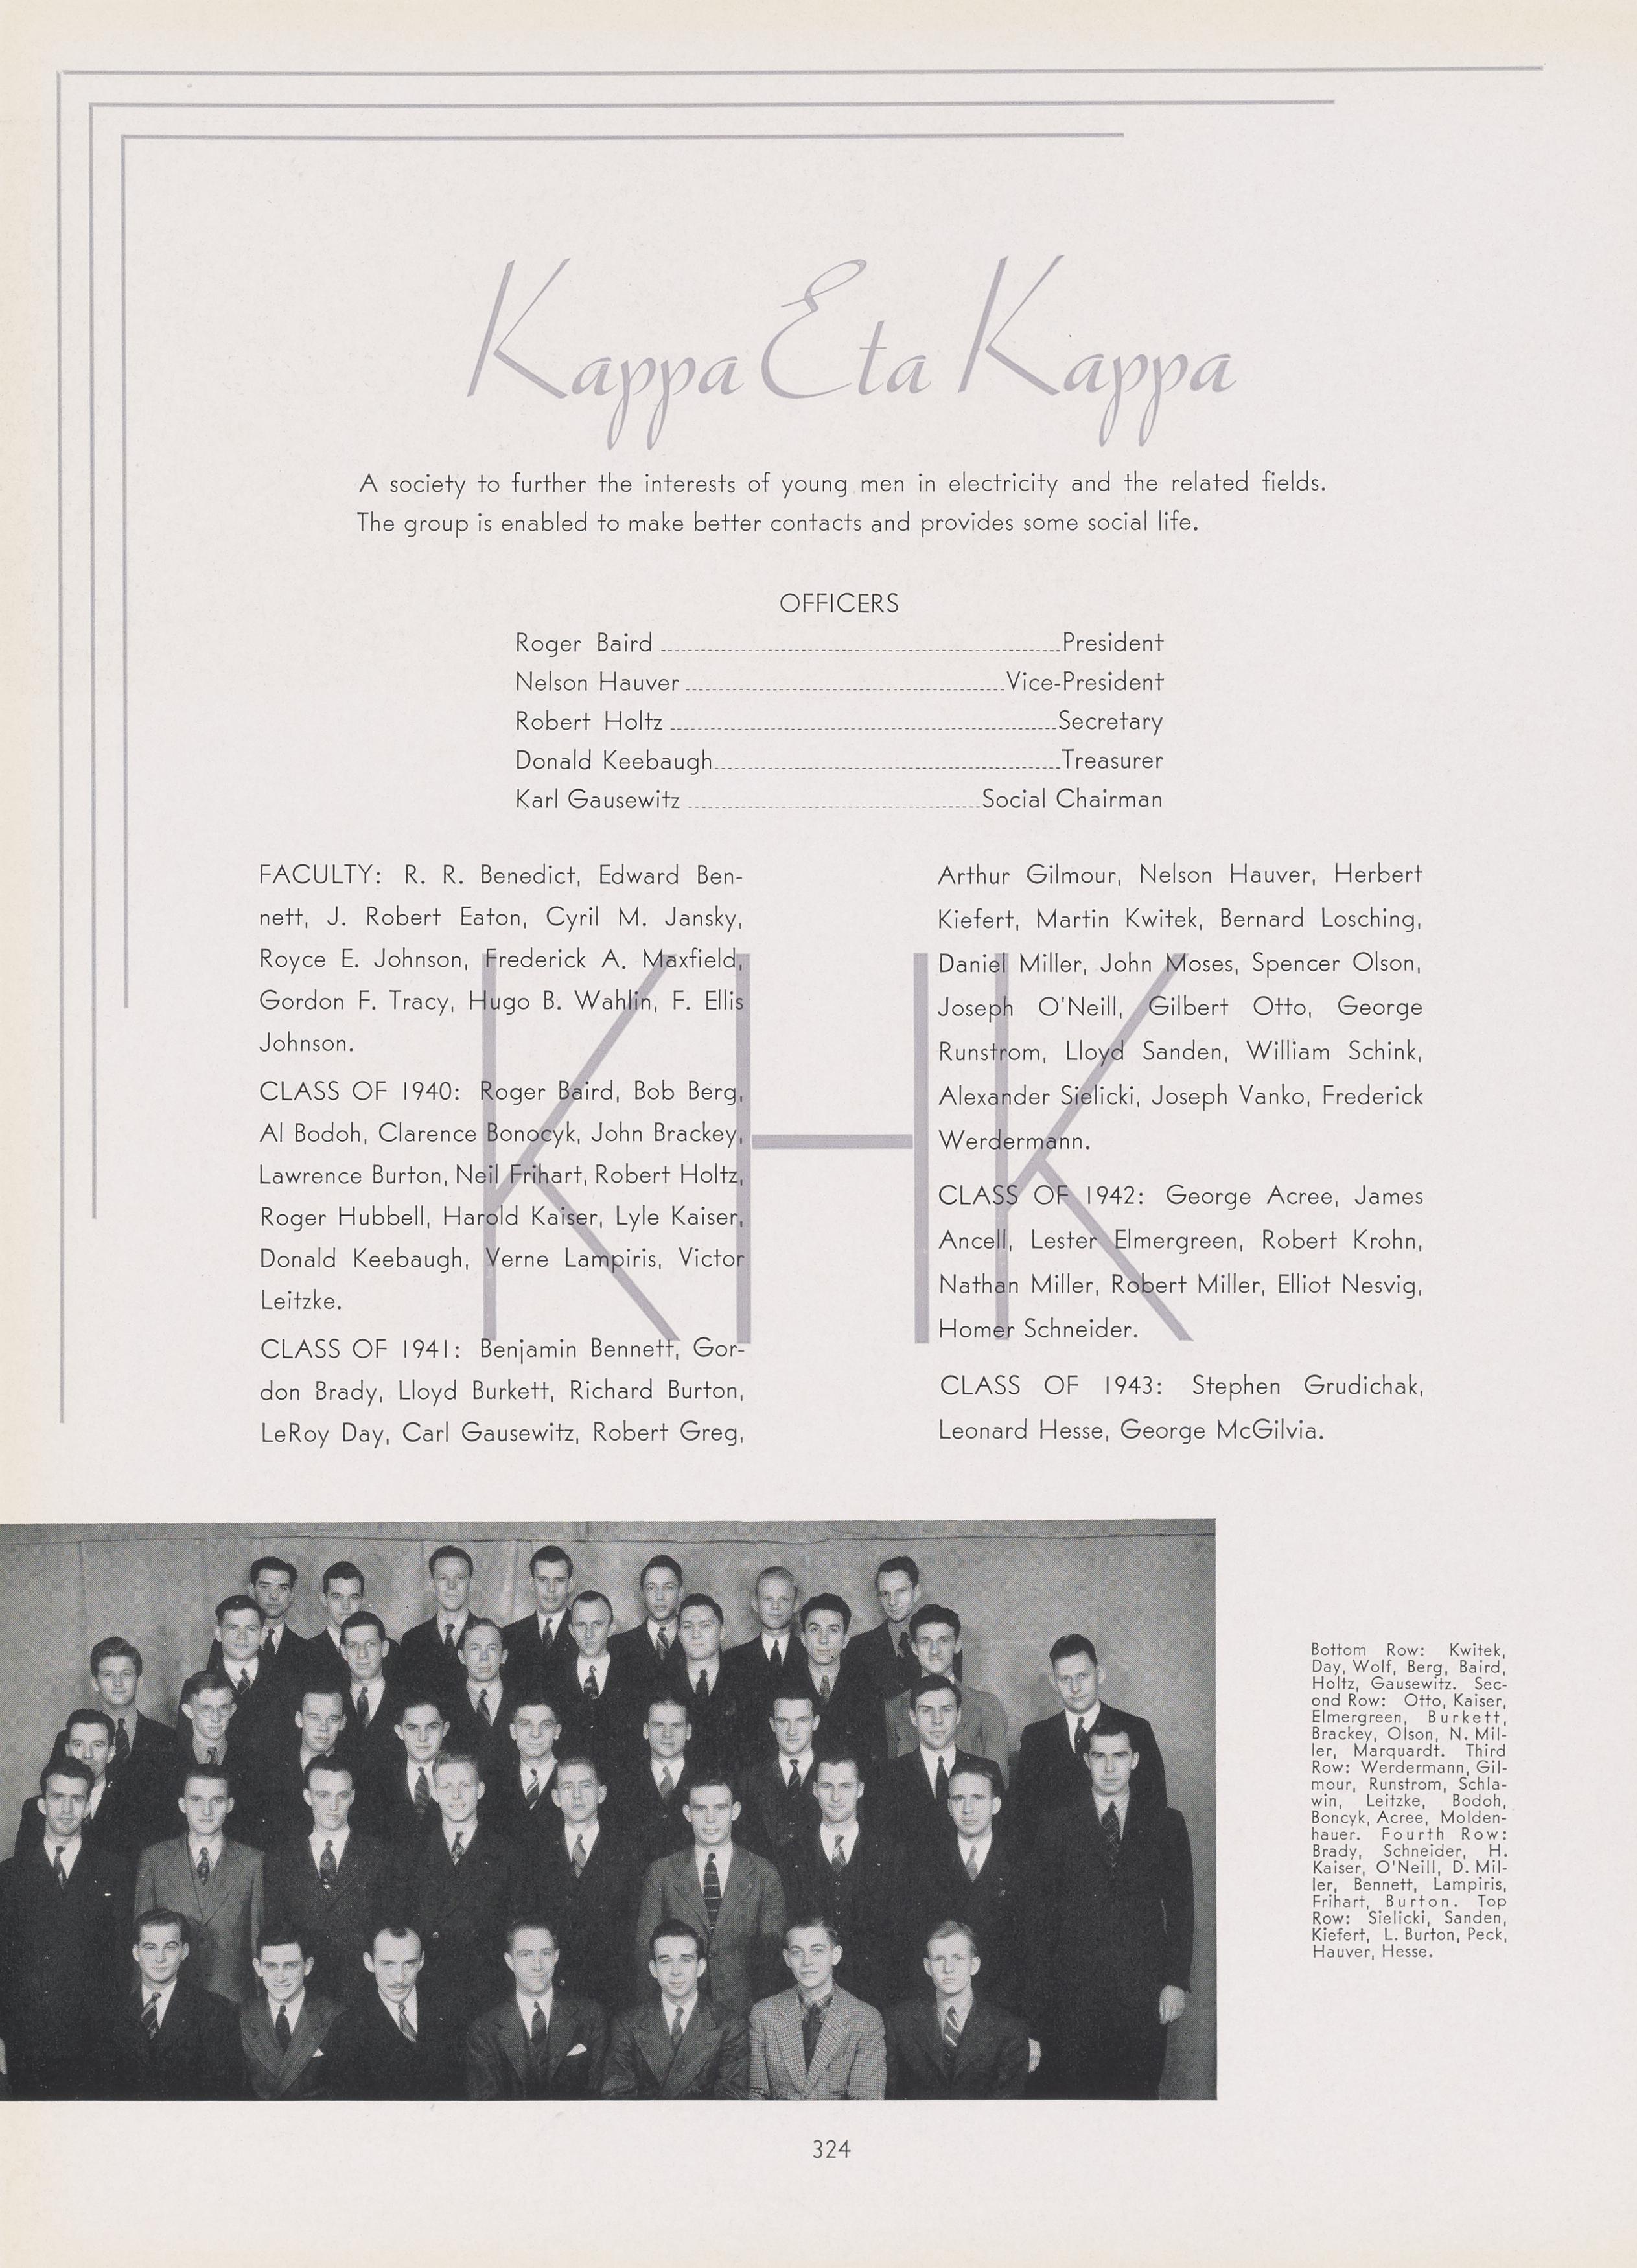 Kappa Eta Kappa
A society to further the interests of young men in electricity and the related fields.
The group is enabled to make better contacts and provides some social life.
OFFICERS
Roger Baird President
Nelson Hauver Vice-President
Robert Holtz Secretary
Donald Keebaugh Treasurer
Karl Gausewitz Social Chairman
FACULTY: R. R. Benedict, Edward Ben-
nett, J. Robert Eaton, Cyril M. Jansky,
Royce E. Johnson, Frederick A. Maxfield,
Gordon F. Tracy, Hugo B. Wahlin, F. Ellis
Johnson.
CLASS OF 1940: Roger Baird, Bob Berg,
Al Bodoh, Clarence Bonocyk, John Brackey,
Lawrence Burton, Neil Frihart, Robert Holtz,
Roger Hubbell, Harold Kaiser, Lyle Kaiser,
Donald Keebaugh, Verne Lampiris, Victor
Leitzke.
CLASS OF 1941: Benjamin Bennett, Gor-
don Brady, Lloyd Burkett, Richard Burton,
LeRoy Day, Carl Gausewitz, Robert Greg,
Arthur Gilmour, Nelson Hauver, Herbert
Kiefert, Martin Kwitek, Bernard Losching,
Daniel Miller, John Moses, Spencer Olson,
Joseph O'Neill, Gilbert Otto, George
Runstrom, Lloyd Sanden, William Schink,
Alexander Sielicki, Joseph Vanko, Frederick
Werdermann.
CLASS OF 1942: George Acree, James
Ancell, Lester Elmergreen, Robert Krohn,
Nathan Miller, Robert Miller, Elliot Nesvig,
Homer Schneider.
CLASS OF 1943: Stephen Grudichak,
Leonard Hesse, George McGilvia.
KHK
Bottom Row: Kwitek,
Day, Wolf, Berg, Baird,
Holtz, Gausewitz. Sec-
ond Row: Otto, Kaiser,
Elmergreen, Burkett,
Brackey, Olson, N. Mil-
ler, Marquardt. Third
Row: Werdermann, Gil-
mour, Runstrom, Schla-
win, Leitzke, Bodoh,
Boncyk, Acree, Molden-
hauer. Fourth Row:
Brady, Schneider, H.
Kaiser, O'Neill, D. Mil-
ler, Bennett, Lampiris,
Frihart, Burton. Top
Row: Sielicki, Sanden,
Kiefert, L. Burton, Peck,
Hauver, Hesse.
324